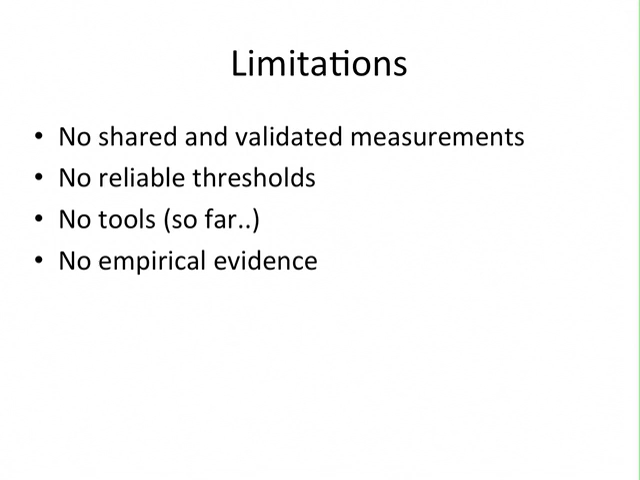 Limitations
• No shared and validated measurements
• No reliable thresholds
• No tools (so far..)
• No empirical evidence